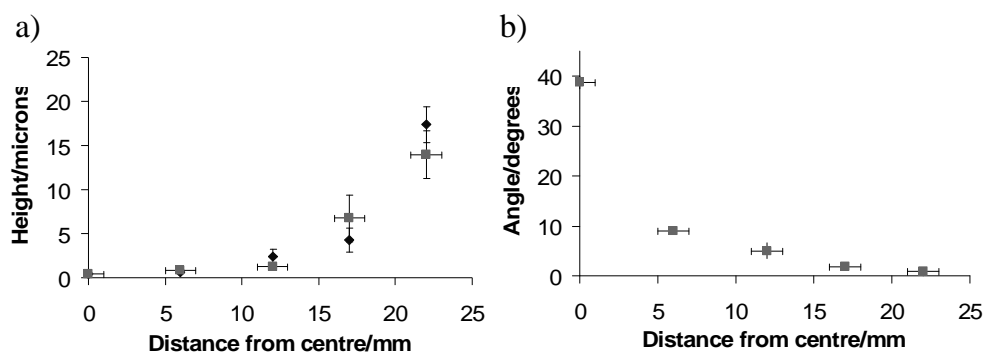 a)
25
20
15
10
5
0
Height/microns
0 5 10 15 20 25
Distance from centre/mm
b)
40
30
20
10
0
Angle/degrees
0 5 10 15 20 25
Distance from centre/mm